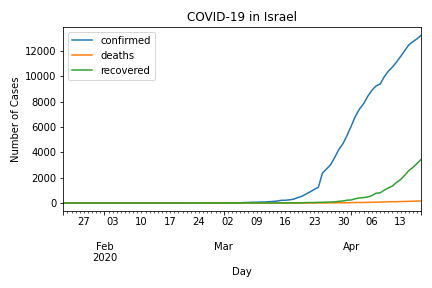 COVID-19 in Israel
confirmed
deaths
recovered
Number of Cases
12000
10000
8000
6000
4000
2000
0
27 03 10 17 24 02 09 16 23 30 06 13
Feb Mar Apr
2020
Day